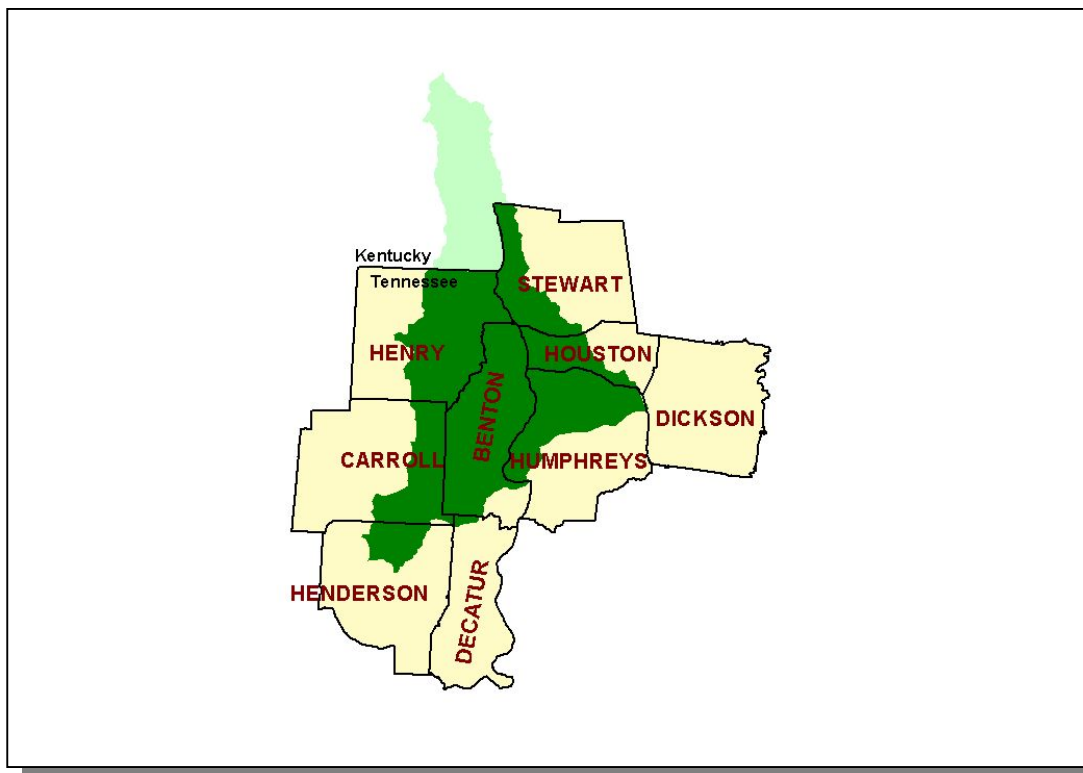 Kentucky
Tennessee
STEWART
HENRY
HOUSTON
BENTON
DICKSON
CARROLL
HUMPHREYS
HENDERSON
DECATUR